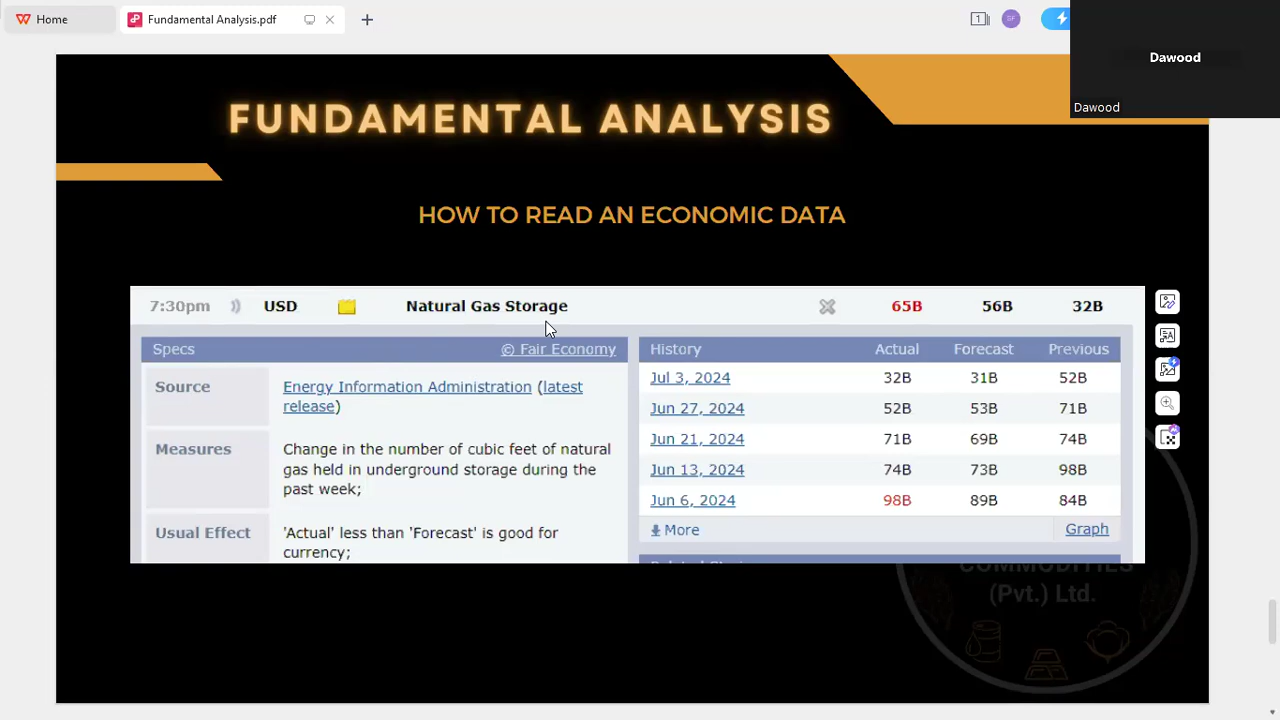 Home
Fundamental Analysis.pdf
1
GF
Dawood
Dawood
FUNDAMENTAL ANALYSIS
HOW TO READ AN ECONOMIC DATA
7:30pm USD Natural Gas Storage 65B 56B 32B
Specs © Fair Economy
Source Energy Information Administration (latest
release)
Measures Change in the number of cubic feet of natural
gas held in underground storage during the
past week;
Usual Effect 'Actual' less than 'Forecast' is good for
currency;
History Actual Forecast Previous
Jul 3, 2024 32B 31B 52B
Jun 27, 2024 52B 53B 71B
Jun 21, 2024 71B 69B 74B
Jun 13, 2024 74B 73B 98B
Jun 6, 2024 98B 89B 84B
More Graph
COMMODITIES
(Pvt.) Ltd.